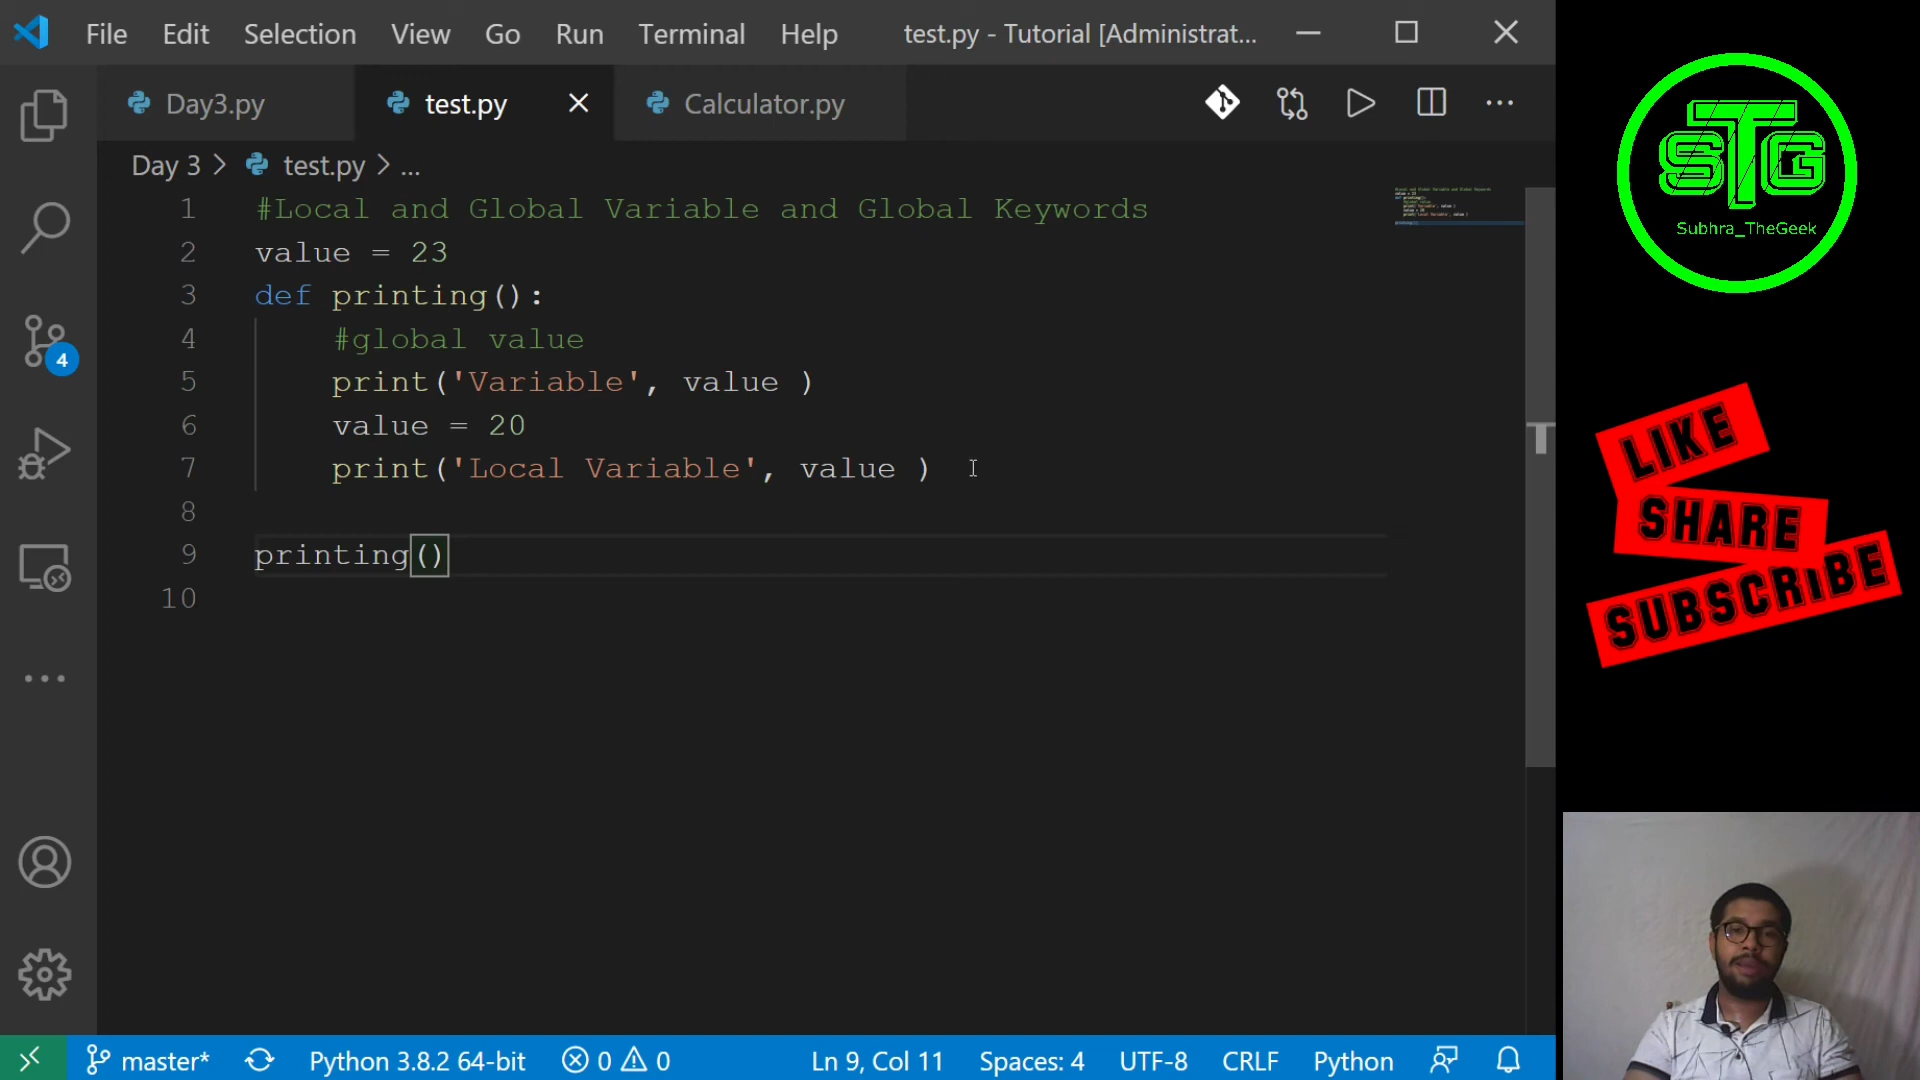 File Edit Selection View Go Run Terminal Help test.py - Tutorial [Administrat...
Day3.py test.py Calculator.py
Day 3 > test.py > ...
1 #Local and Global Variable and Global Keywords
2 value = 23
3 def printing():
4 #global value
5 print('Variable', value )
6 value = 20
7 print('Local Variable', value )
8
9 printing()
10
4
master* Python 3.8.2 64-bit 0 0 Ln 9, Col 11 Spaces: 4 UTF-8 CRLF Python
STG
Subhra_TheGeek
LIKE
SHARE
SUBSCRIBE